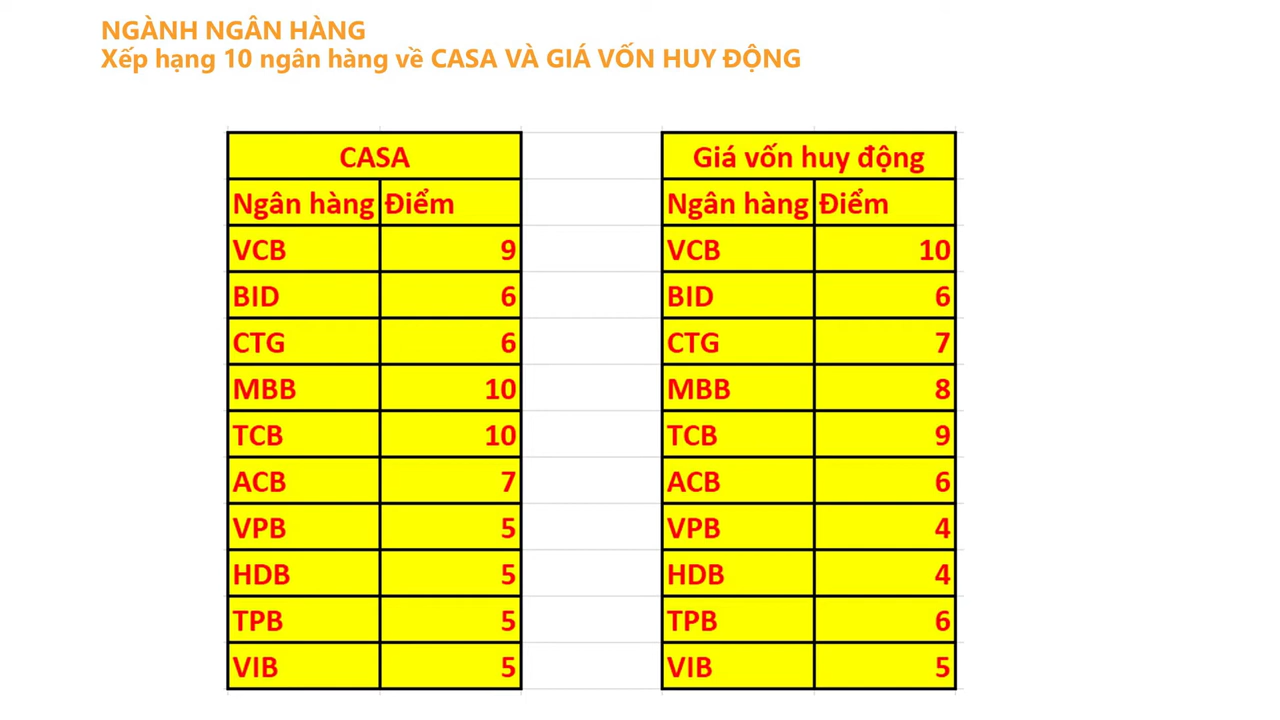 NGÀNH NGÂN HÀNG
Xếp hạng 10 ngân hàng về CASA VÀ GIÁ VỐN HUY ĐỘNG
CASA
Ngân hàng Điểm
VCB 9
BID 6
CTG 6
MBB 10
TCB 10
ACB 7
VPB 5
HDB 5
TPB 5
VIB 5
Giá vốn huy động
Ngân hàng Điểm
VCB 10
BID 6
CTG 7
MBB 8
TCB 9
ACB 6
VPB 4
HDB 4
TPB 6
VIB 5